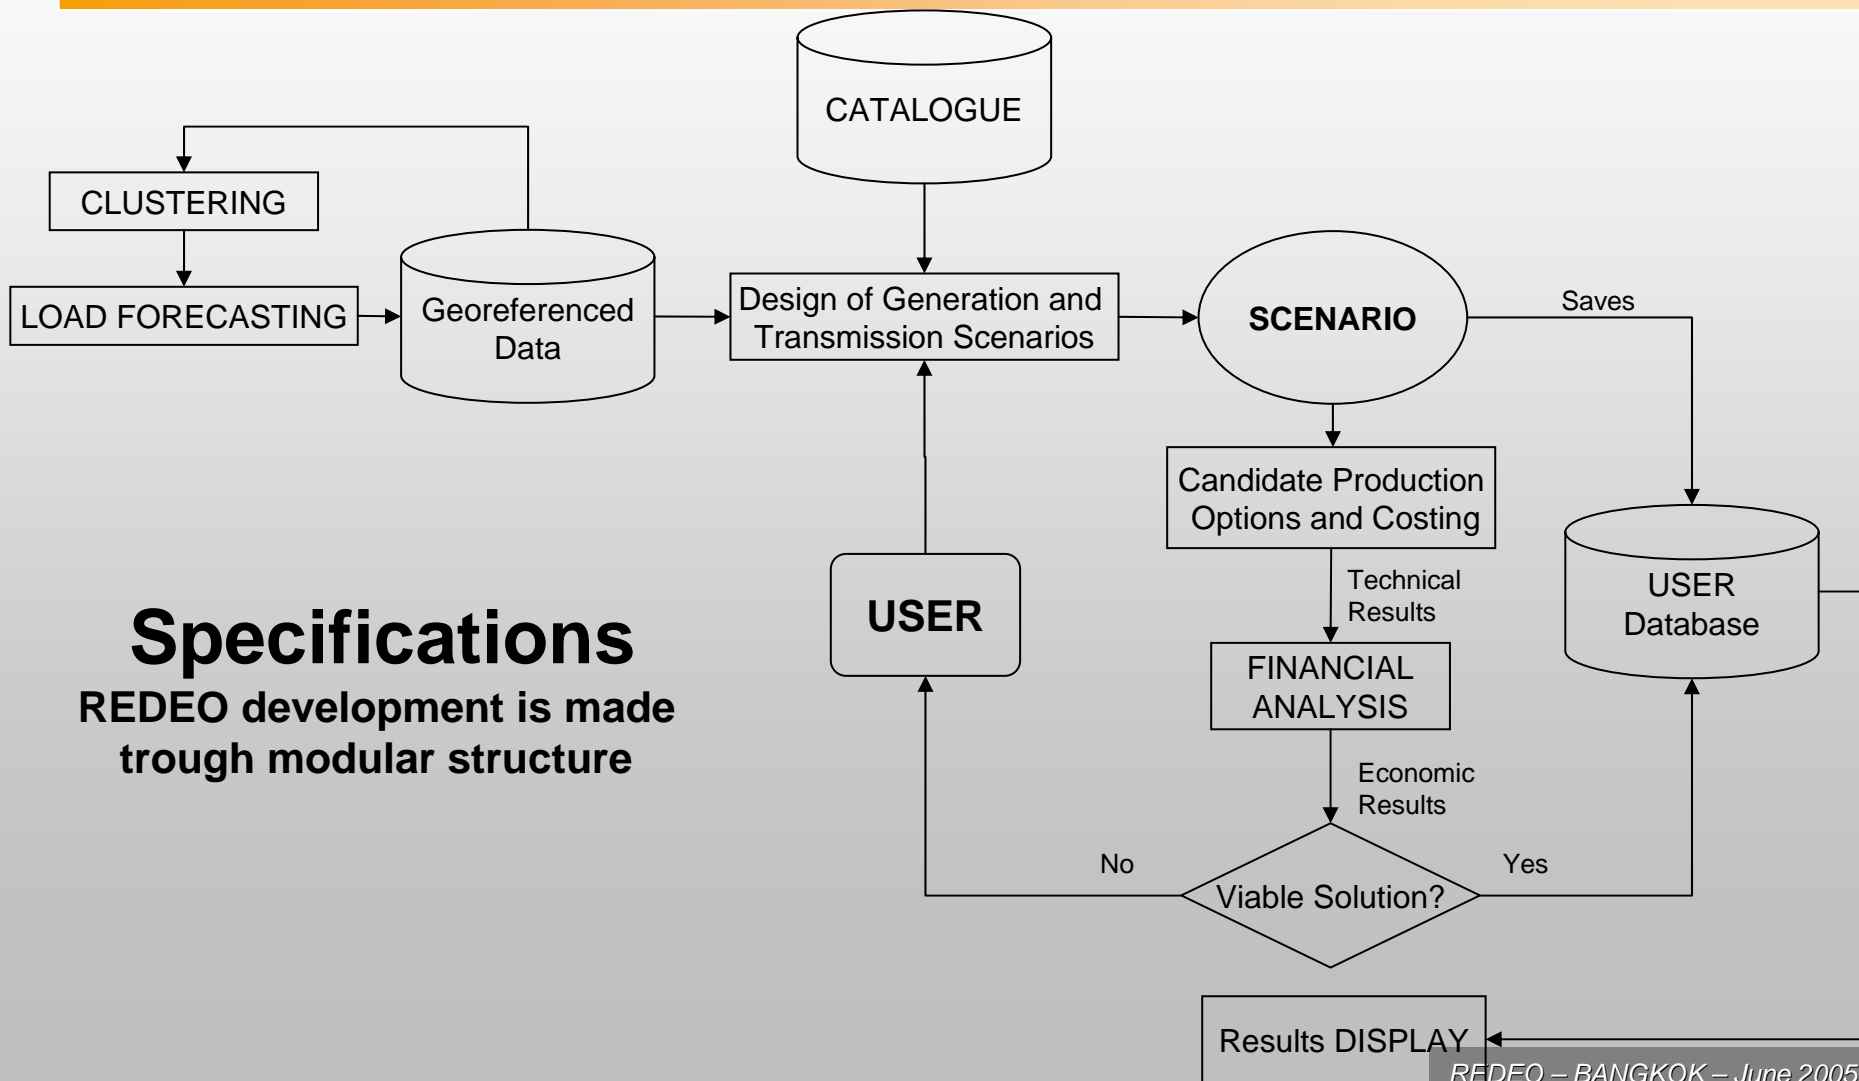 CATALOGUE
CLUSTERING
LOAD FORECASTING
Georeferenced
Data
Design of Generation and
Transmission Scenarios
SCENARIO
Saves
Candidate Production
Options and Costing
Technical
Results
USER
USER
Database
Specifications
REDEO development is made
trough modular structure
FINANCIAL
ANALYSIS
Economic
Results
No
Yes
Viable Solution?
Results DISPLAY
REDEO – BANGKOK – June 2005